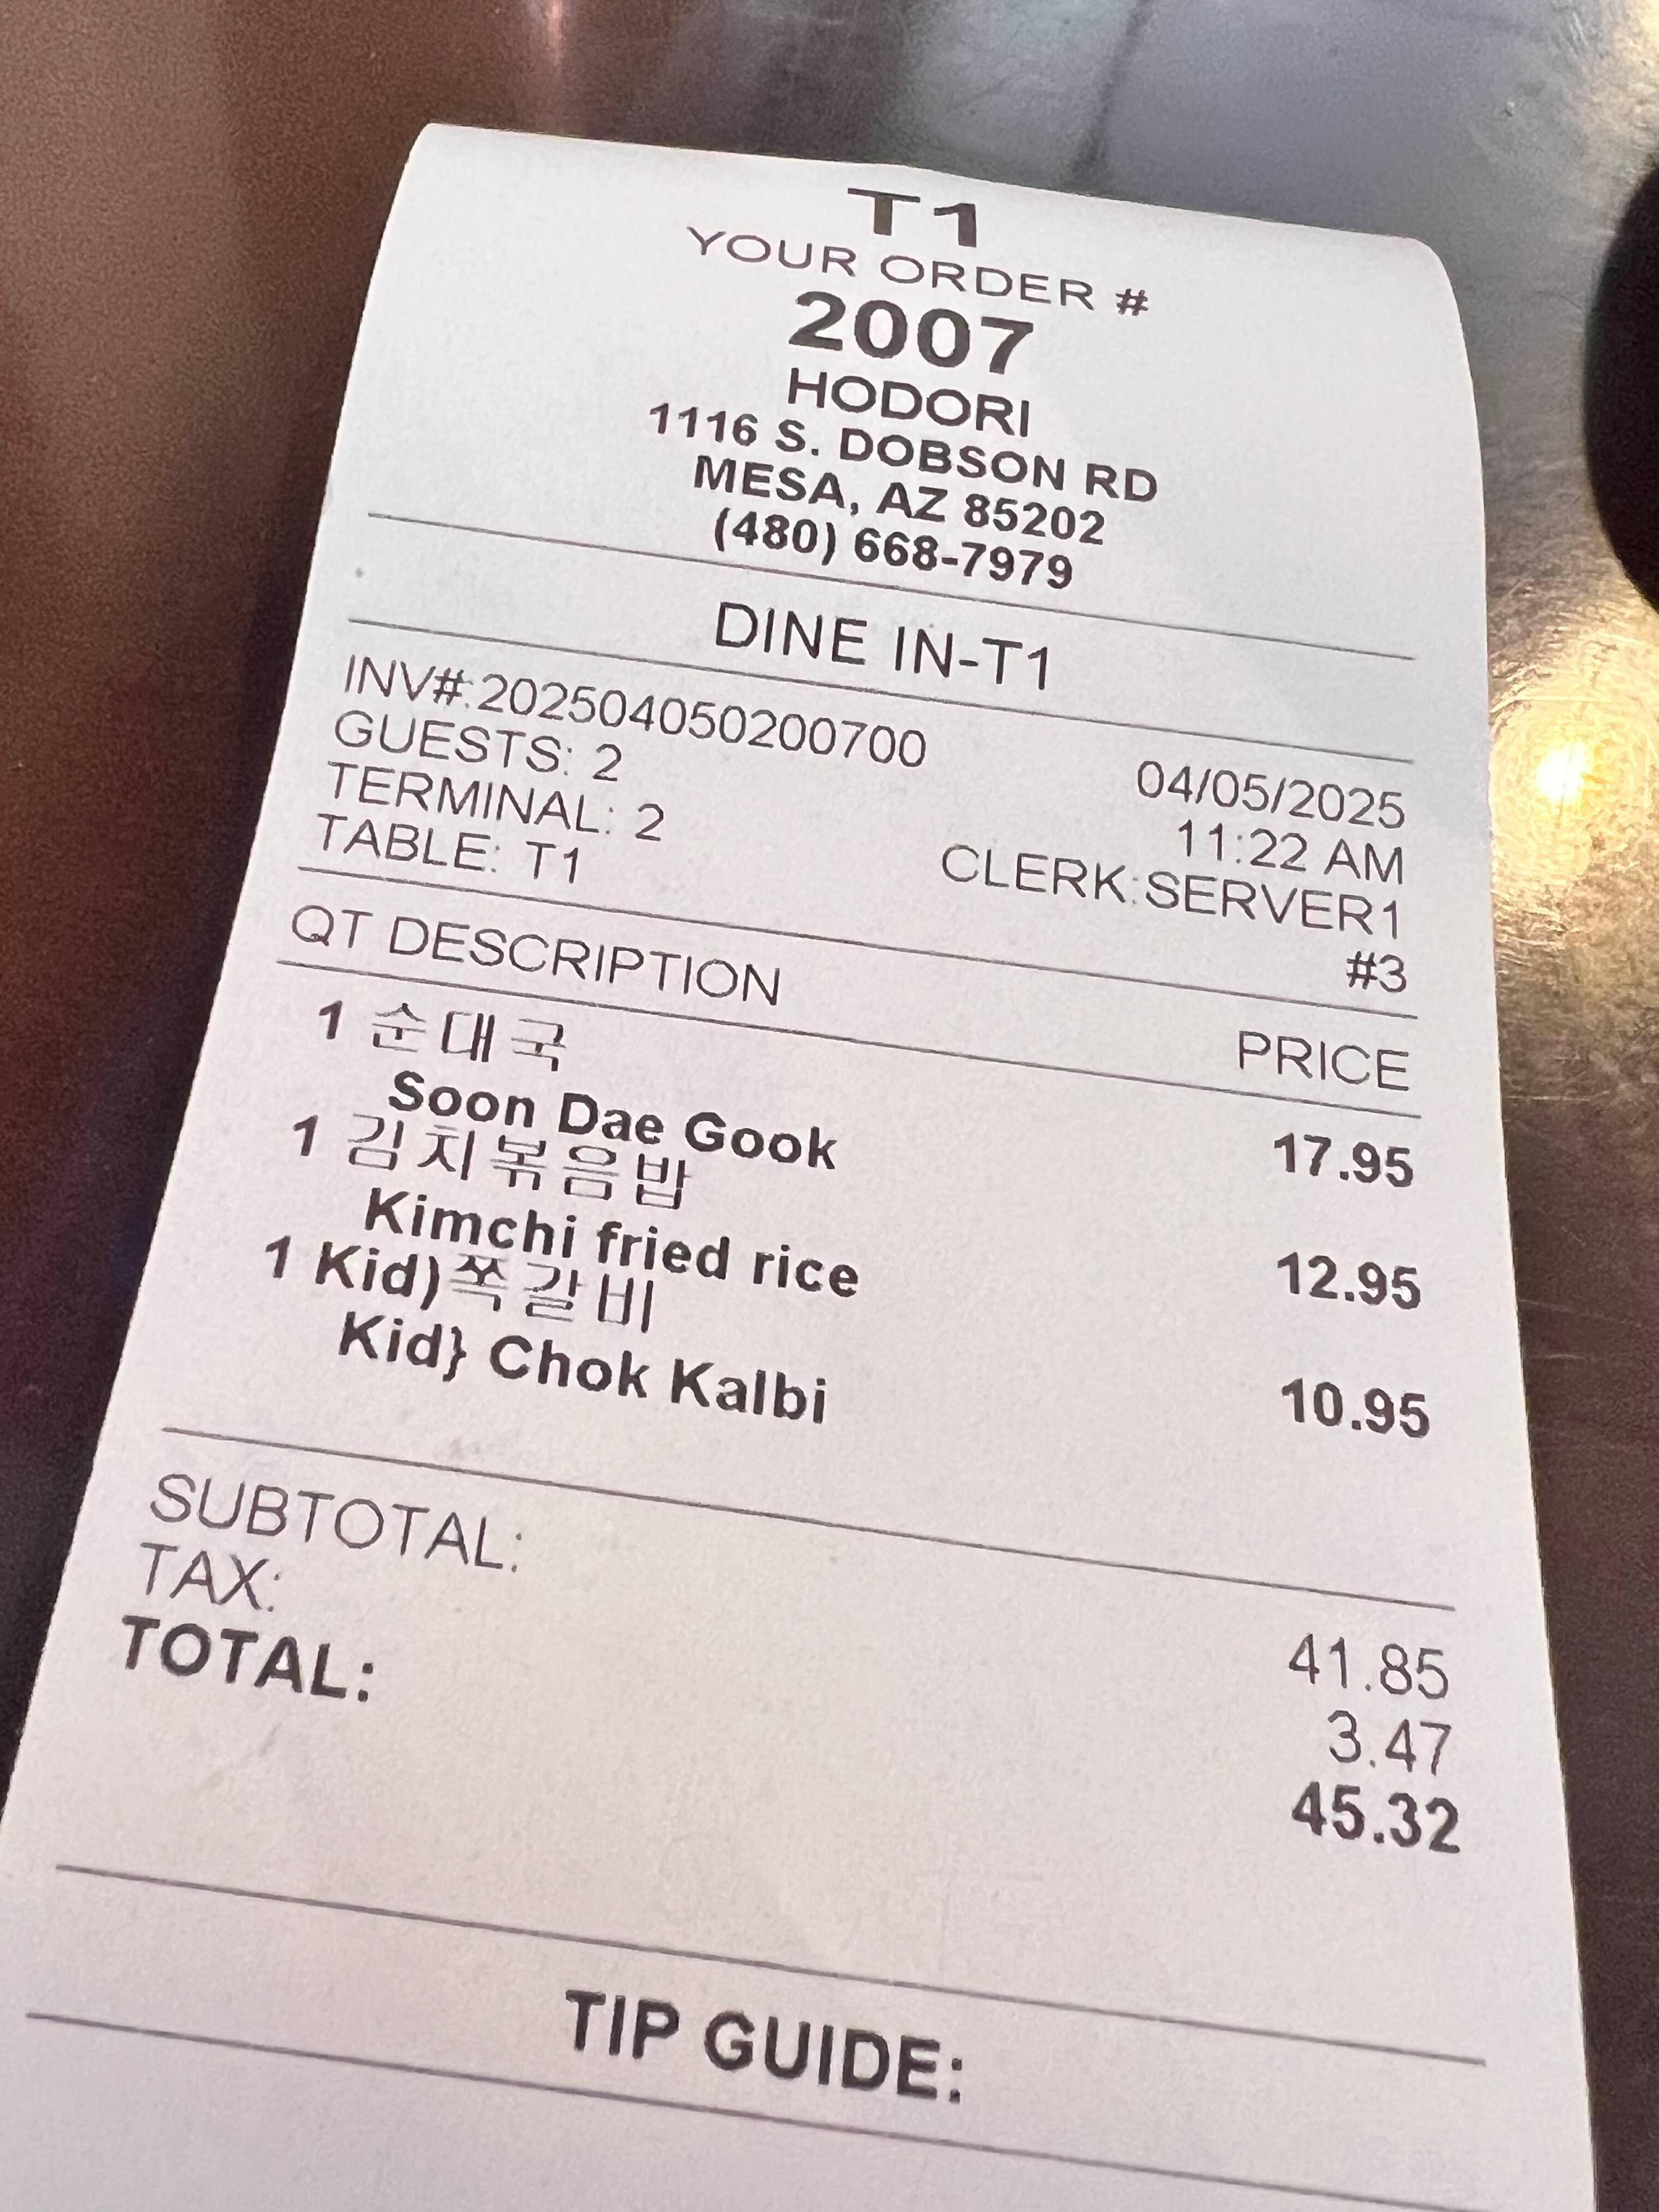 T1
YOUR ORDER #
2007
HODORI
1116 S. DOBSON RD
MESA, AZ 85202
(480) 668-7979
DINE IN-T1
INV#:202504050200700 04/05/2025
GUESTS: 2 11:22 AM
TERMINAL: 2 CLERK:SERVER1
TABLE: T1 #3
QT DESCRIPTION PRICE
1 순대국 17.95
Soon Dae Gook
1 김치볶음밥 12.95
Kimchi fried rice
1 Kid)쪽갈비 10.95
Kid} Chok Kalbi
SUBTOTAL: 41.85
TAX: 3.47
TOTAL: 45.32
TIP GUIDE: